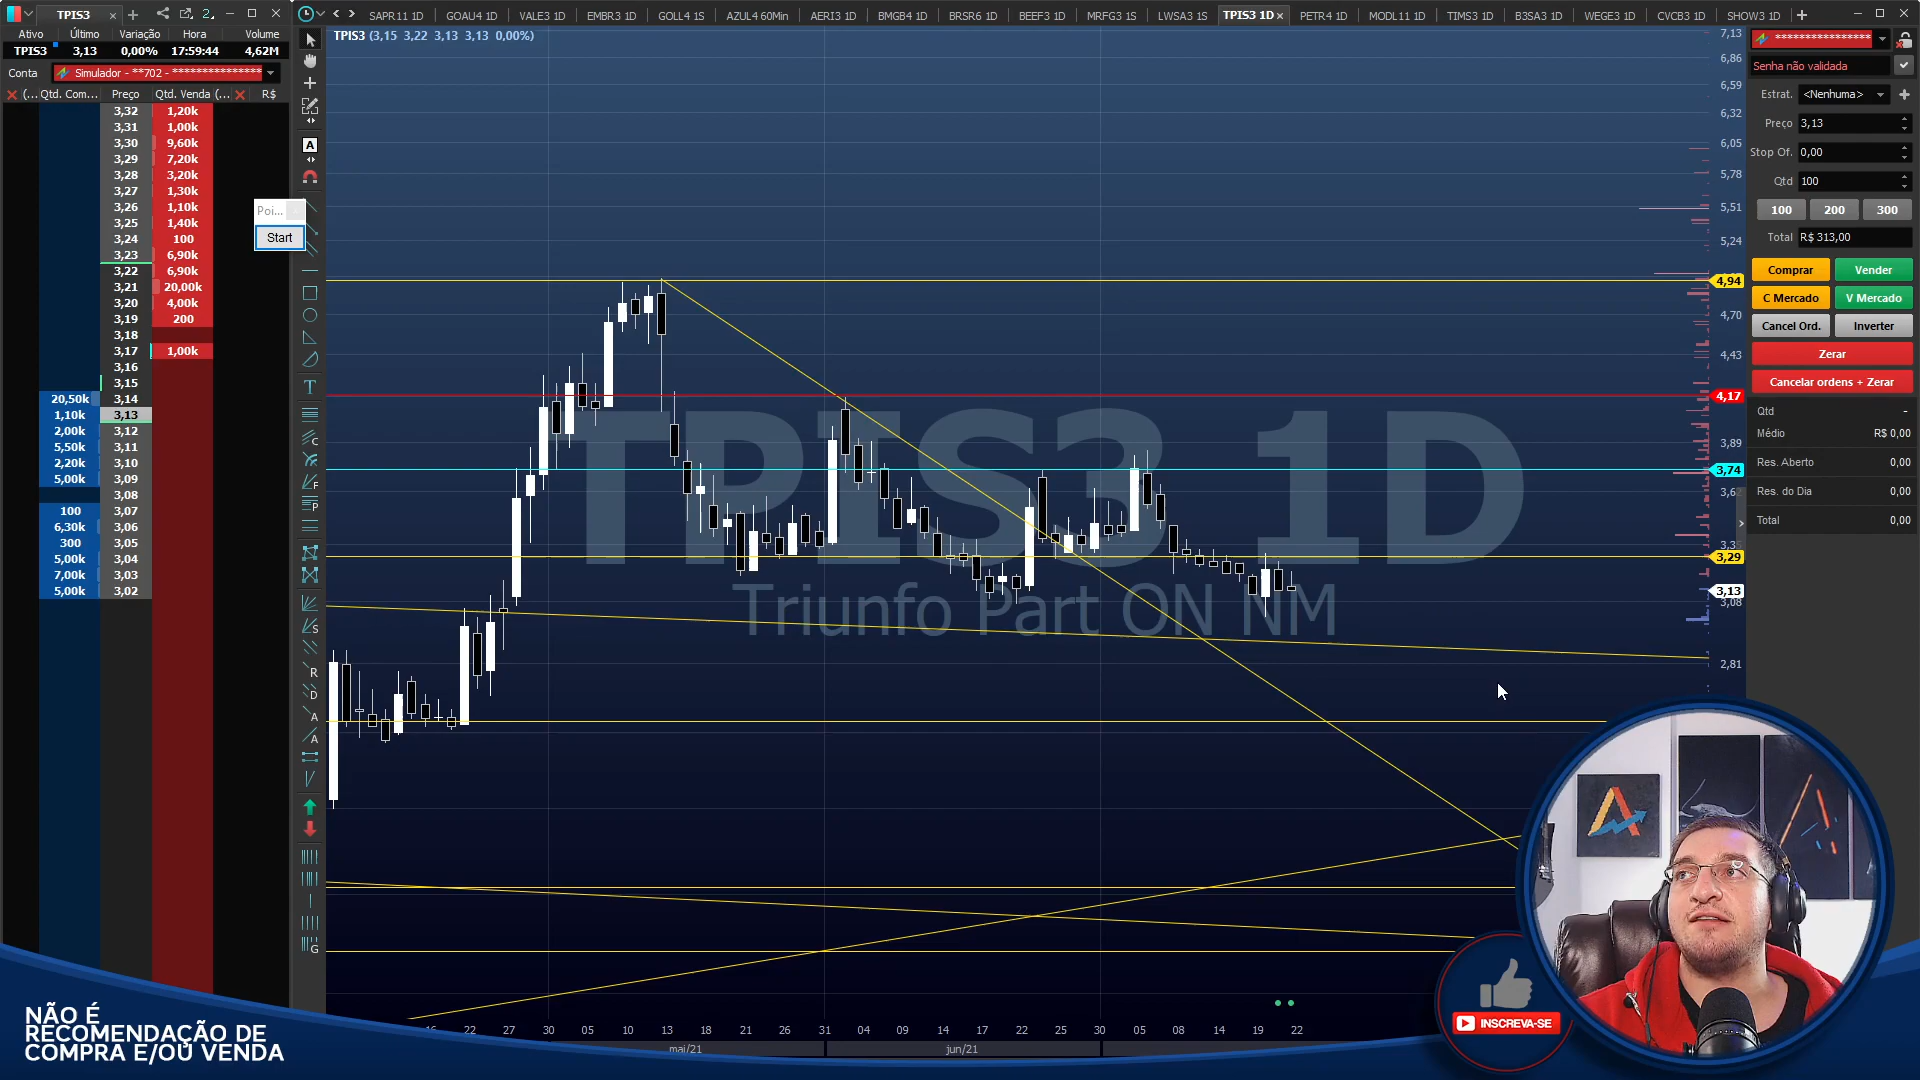 TPIS3
2
SAPR11 1D
GOAU4 1D
VALE3 1D
EMBR3 1D
GOLL4 1S
AZUL4 60Min
AERI3 1D
BMGB4 1D
BRSR6 1D
BEEF3 1D
MRFG3 1S
LWSA3 1S
TPIS3 1D
PETR4 1D
MODL11 1D
TIMS3 1D
B3SA3 1D
WEGE3 1D
CVCB3 1D
SHOW3 1D
Ativo Último Variação Hora Volume
TPIS3 3,13 0,00% 17:59:44 4,62M
Conta Simulador - **702 - ****************
(... Qtd. Com... Preço Qtd. Venda (... R$
3,32 1,20k
3,31 1,00k
3,30 9,60k
3,29 7,20k
3,28 3,20k
3,27 1,30k
3,26 1,10k
3,25 1,40k
3,24 100
3,23 6,90k
3,22 6,90k
3,21 20,00k
3,20 4,00k
3,19 200
3,18
3,17 1,00k
3,16
3,15
20,50k 3,14
1,10k 3,13
2,00k 3,12
5,50k 3,11
2,20k 3,10
5,00k 3,09
3,08
100 3,07
6,30k 3,06
300 3,05
5,00k 3,04
7,00k 3,03
5,00k 3,02
Poi...
Start
TPIS3 (3,15 3,22 3,13 3,13 0,00%)
TPIS3 1D
Triunfo Part ON NM
7,13
6,86
6,59
6,32
6,05
5,78
5,51
5,24
4,94
4,70
4,43
4,17
3,89
3,74
3,62
3,35
3,29
3,13
3,08
2,81
22 27 30 05 10 13 18 21 26 31 04 09 14 17 22 25 30 05 08 14 19 22
mai/21
jun/21
****************
Senha não validada
Estrat. <Nenhuma>
Preço 3,13
Stop Of. 0,00
Qtd 100
100 200 300
Total R$ 313,00
Comprar Vender
C Mercado V Mercado
Cancel Ord. Inverter
Zerar
Cancelar ordens + Zerar
Qtd -
Médio R$ 0,00
Res. Aberto 0,00
Res. do Dia 0,00
Total 0,00
NÃO É
RECOMENDAÇÃO DE
COMPRA E/OU VENDA
INSCREVA-SE